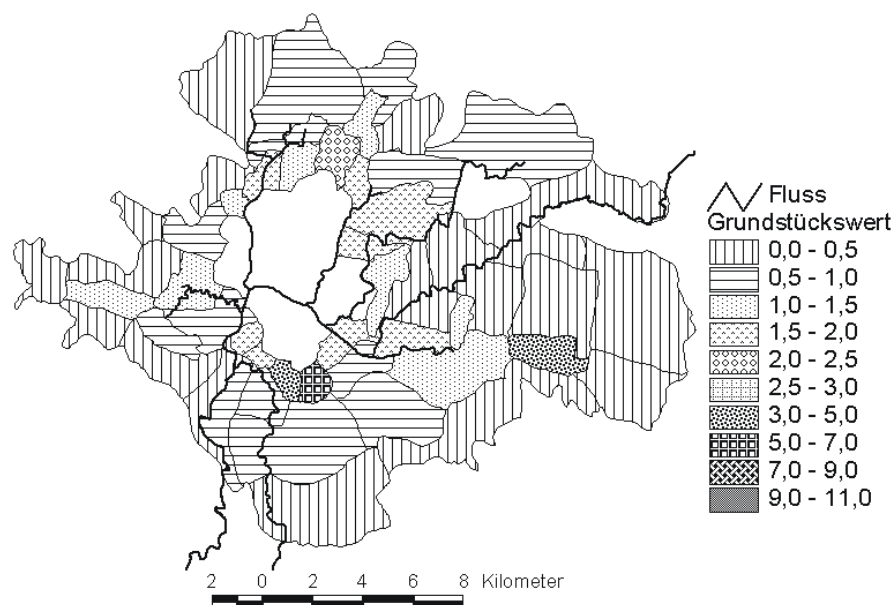 Fluss
Grundstückswert
0,0 - 0,5
0,5 - 1,0
1,0 - 1,5
1,5 - 2,0
2,0 - 2,5
2,5 - 3,0
3,0 - 5,0
5,0 - 7,0
7,0 - 9,0
9,0 - 11,0
2 0 2 4 6 8 Kilometer